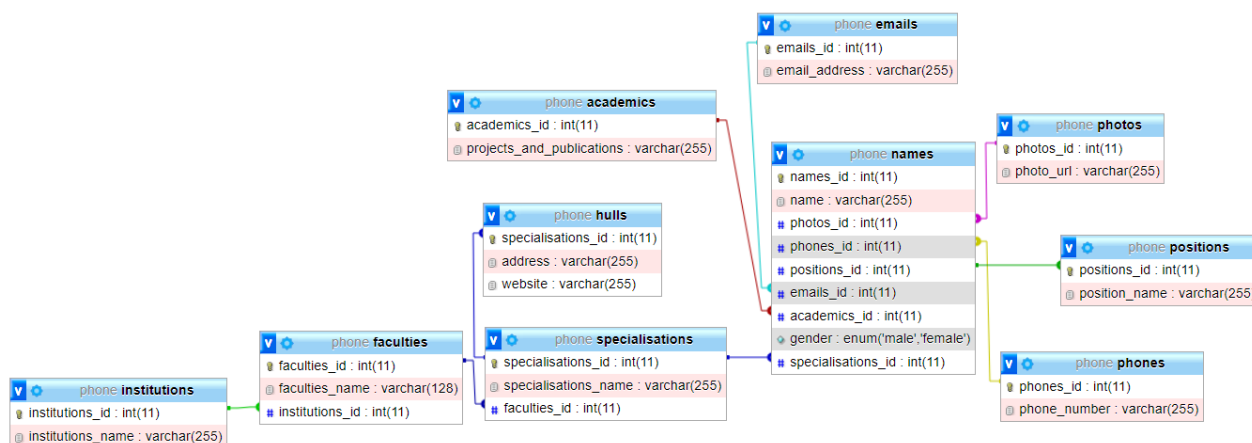 phone emails
emails_id : int(11)
email_address : varchar(255)
phone academics
academics_id : int(11)
projects_and_publications : varchar(255)
phone photos
photos_id : int(11)
photo_url : varchar(255)
phone names
names_id : int(11)
name : varchar(255)
photos_id : int(11)
phones_id : int(11)
positions_id : int(11)
emails_id : int(11)
academics_id : int(11)
gender : enum('male','female')
specialisations_id : int(11)
phone hulls
specialisations_id : int(11)
address : varchar(255)
website : varchar(255)
phone positions
positions_id : int(11)
position_name : varchar(255)
phone specialisations
specialisations_id : int(11)
specialisations_name : varchar(255)
faculties_id : int(11)
phone faculties
faculties_id : int(11)
faculties_name : varchar(128)
institutions_id : int(11)
phone phones
phones_id : int(11)
phone_number : varchar(255)
phone institutions
institutions_id : int(11)
institutions_name : varchar(255)